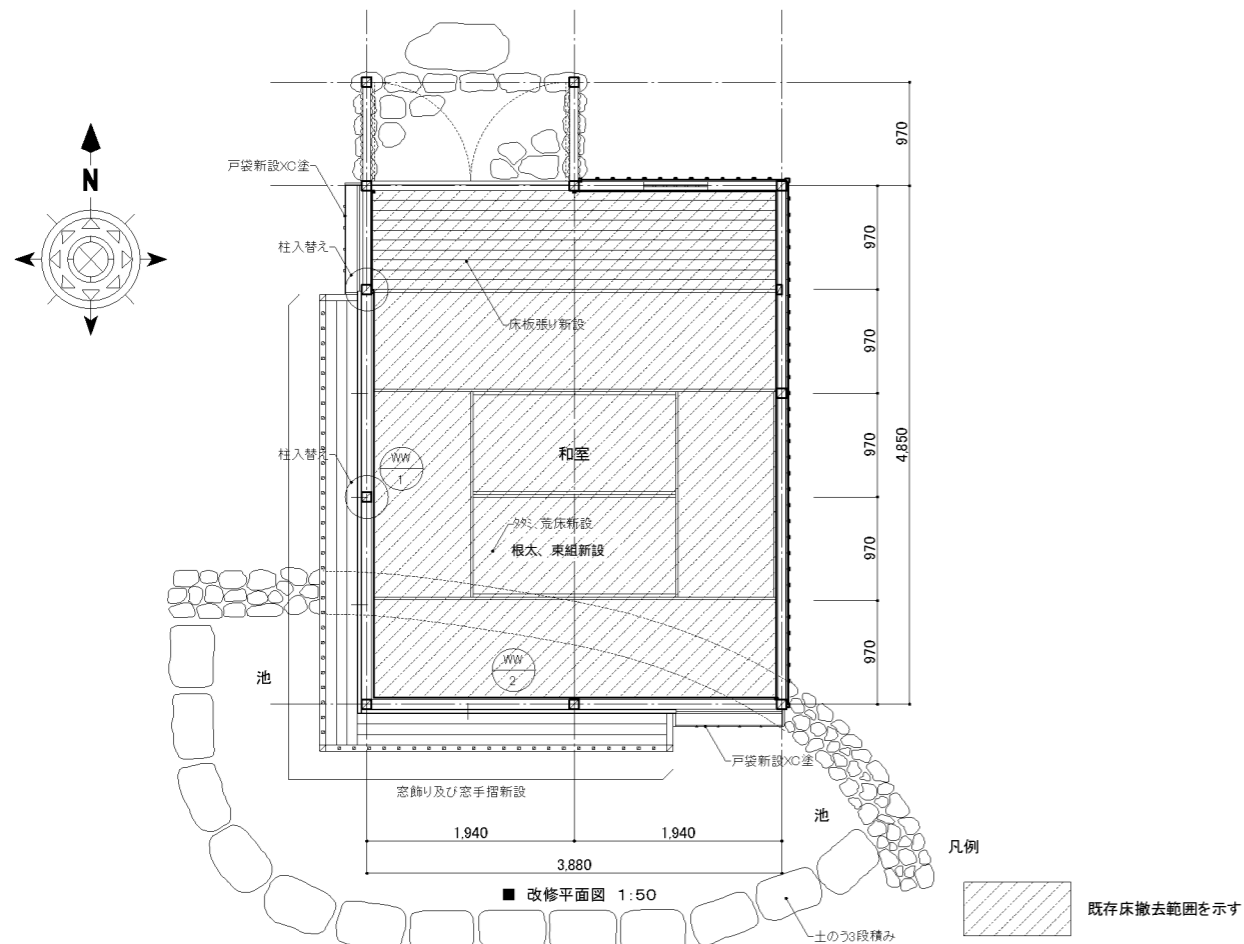 N
戸袋新設XC塗
柱入替え
床板張り新設
柱入替え
WW
1
和室
タタミ、荒床新設
根太、束組新設
WW
2
池
戸袋新設XC塗
窓飾り及び窓手摺新設
池
970
970
970
970
970
970
4,850
1,940
1,940
3,880
■ 改修平面図 1:50
土のう3段積み
凡例
既存床撤去範囲を示す